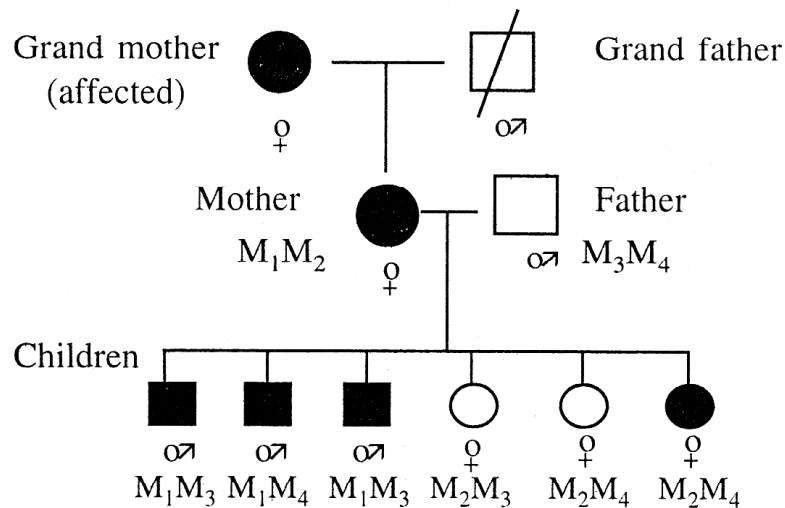 Grand mother
(affected)
Grand father
Mother
M₁M₂
Father
M₃M₄
Children
M₁M₃ M₁M₄ M₁M₃ M₂M₃ M₂M₄ M₂M₄